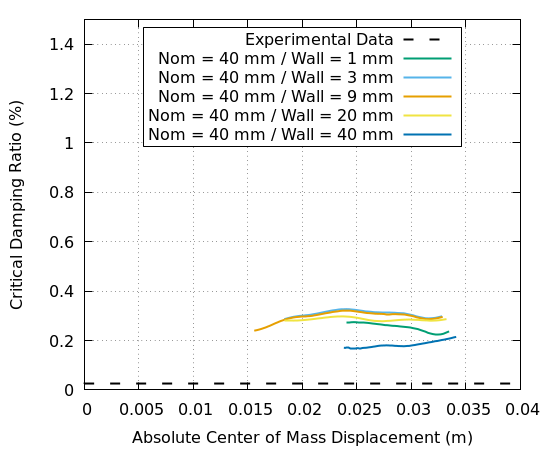 Experimental Data
Nom = 40 mm / Wall = 1 mm
Nom = 40 mm / Wall = 3 mm
Nom = 40 mm / Wall = 9 mm
Nom = 40 mm / Wall = 20 mm
Nom = 40 mm / Wall = 40 mm
Critical Damping Ratio (%)
1.4
1.2
1
0.8
0.6
0.4
0.2
0
0 0.005 0.01 0.015 0.02 0.025 0.03 0.035 0.04
Absolute Center of Mass Displacement (m)